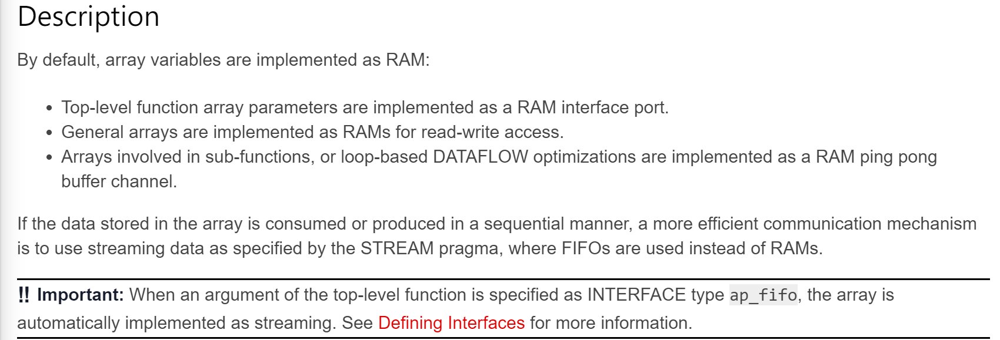 Description
By default, array variables are implemented as RAM:
• Top-level function array parameters are implemented as a RAM interface port.
• General arrays are implemented as RAMs for read-write access.
• Arrays involved in sub-functions, or loop-based DATAFLOW optimizations are implemented as a RAM ping pong
buffer channel.
If the data stored in the array is consumed or produced in a sequential manner, a more efficient communication mechanism
is to use streaming data as specified by the STREAM pragma, where FIFOs are used instead of RAMs.
!! Important: When an argument of the top-level function is specified as INTERFACE type ap_fifo, the array is
automatically implemented as streaming. See Defining Interfaces for more information.